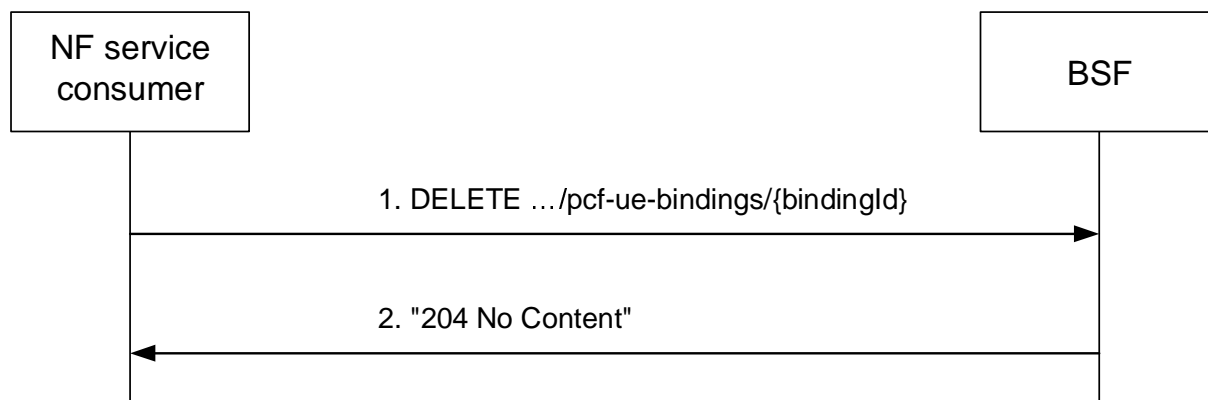 NF service
consumer
BSF
1. DELETE …/pcf-ue-bindings/{bindingId}
2. "204 No Content"